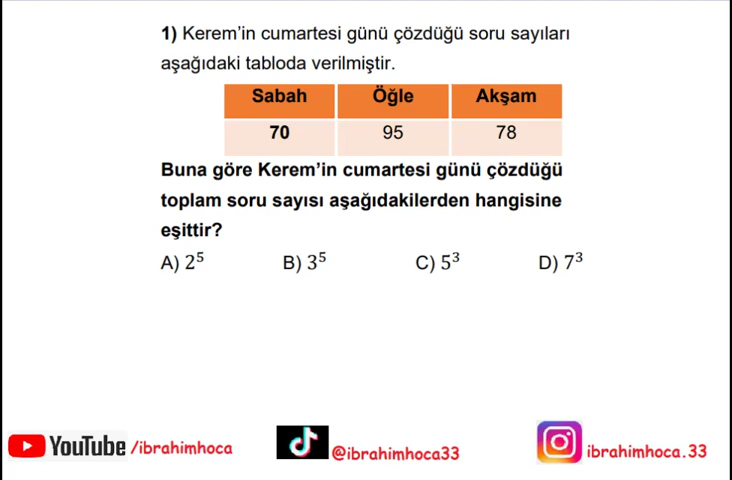 1) Kerem’in cumartesi günü çözdüğü soru sayıları
aşağıdaki tabloda verilmiştir.
Sabah Öğle Akşam
70 95 78
Buna göre Kerem’in cumartesi günü çözdüğü
toplam soru sayısı aşağıdakilerden hangisine
eşittir?
A) 2⁵ B) 3⁵ C) 5³ D) 7³
YouTube /ibrahimhoca @ibrahimhoca33 ibrahimhoca.33